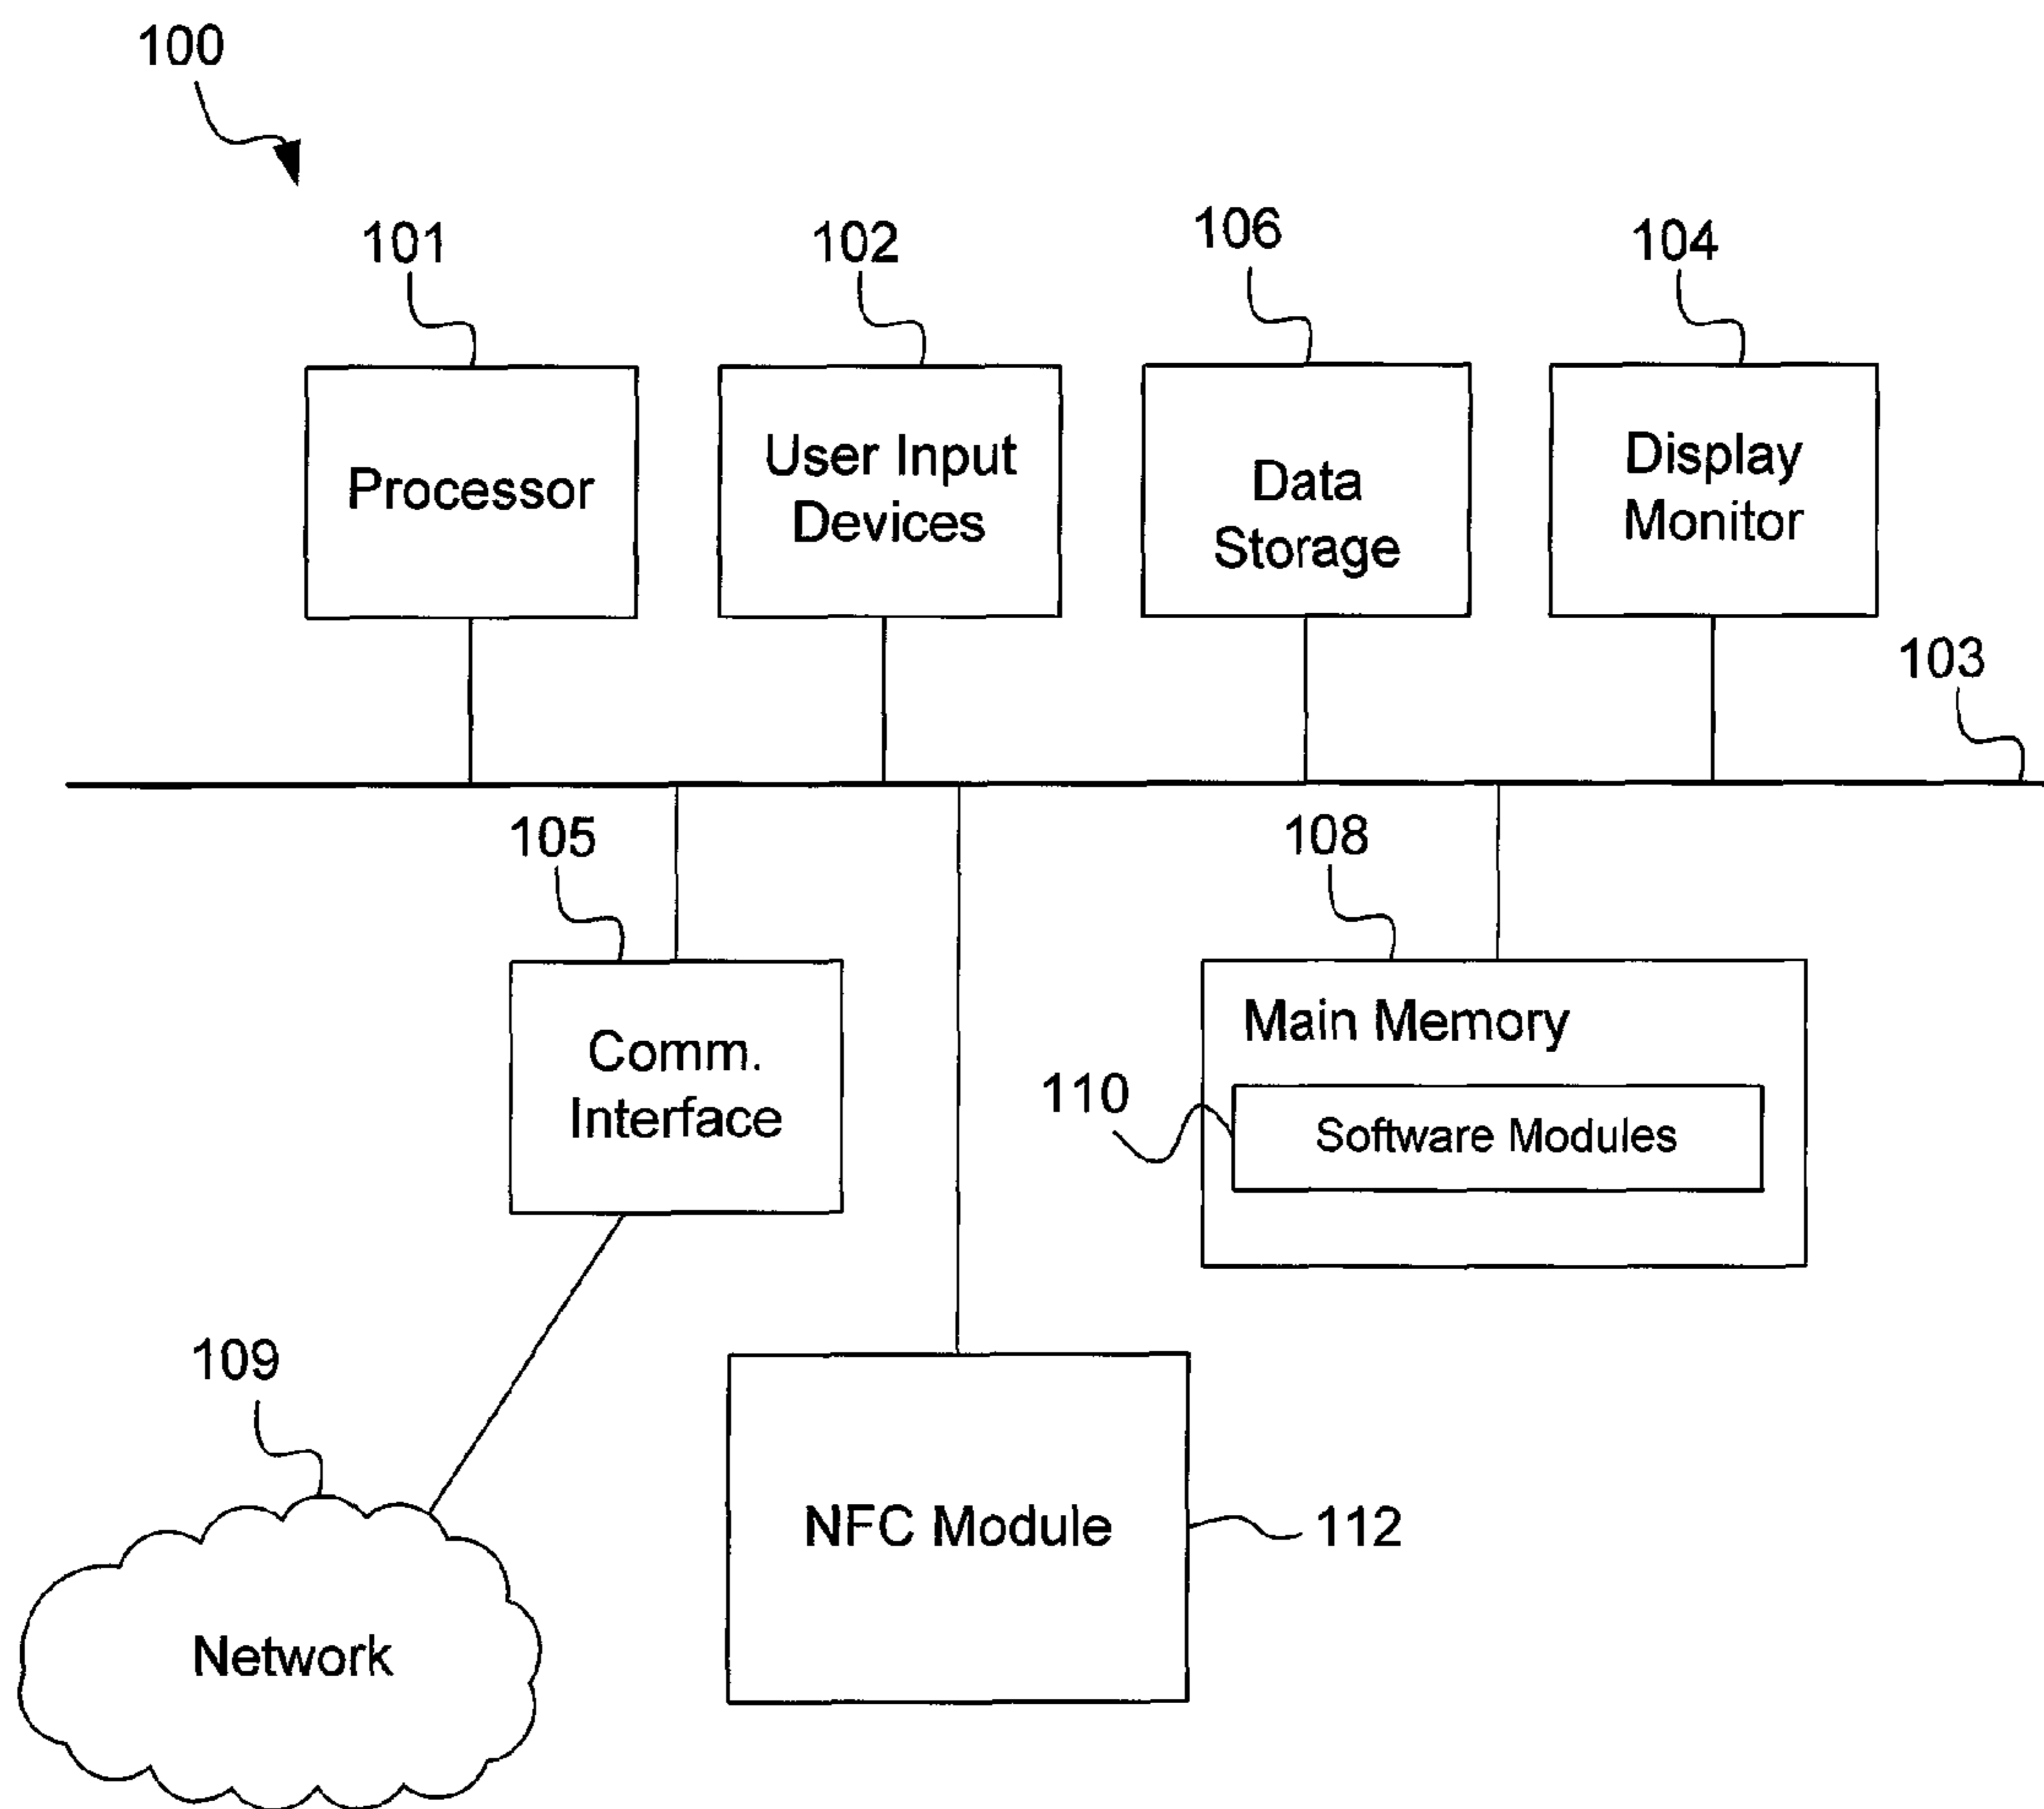 100
101
102
106
104
Processor
User Input
Devices
Data
Storage
Display
Monitor
103
105
108
Comm.
Interface
Main Memory
110
Software Modules
109
NFC Module
112
Network